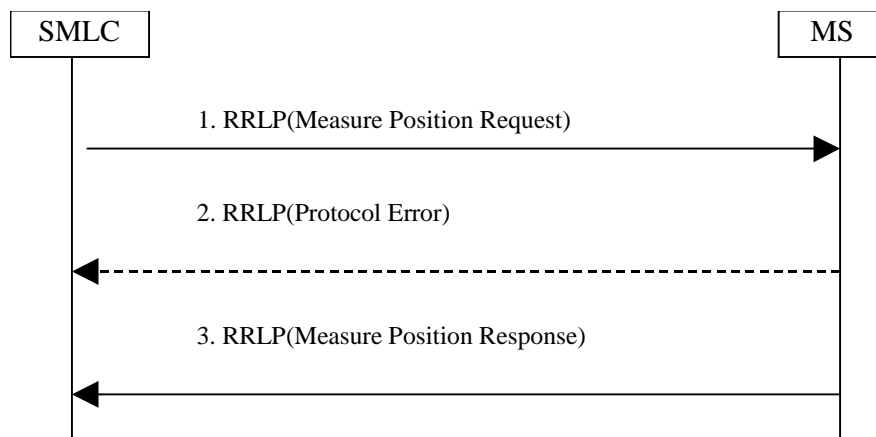 SMLC
MS
1. RRLP(Measure Position Request)
2. RRLP(Protocol Error)
3. RRLP(Measure Position Response)